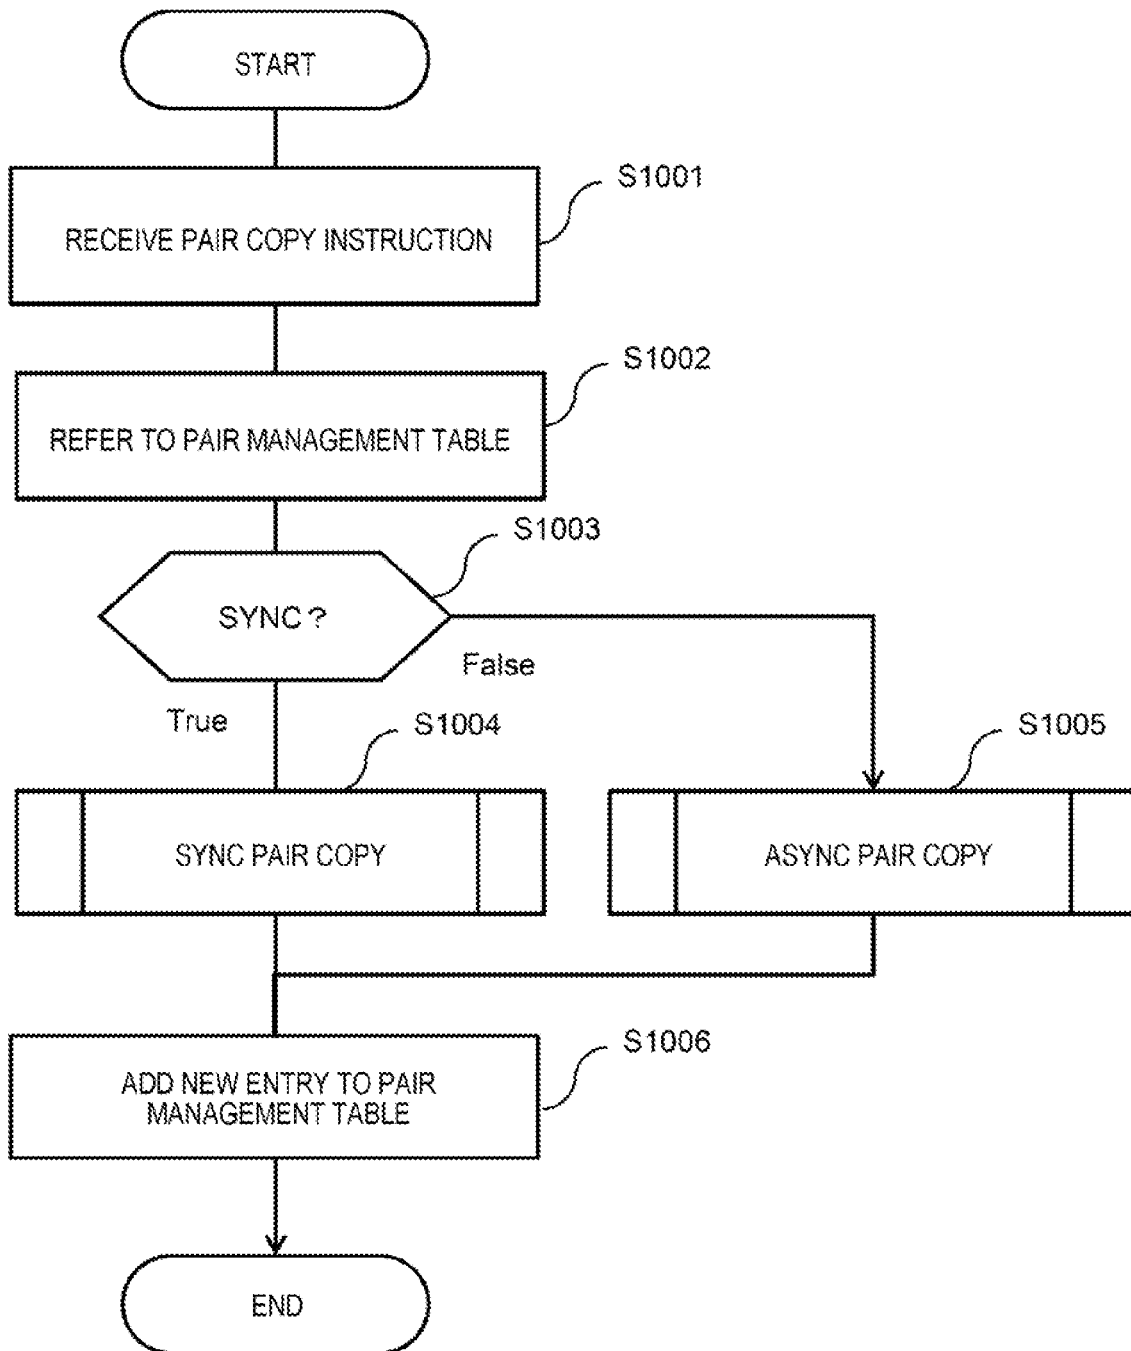 START
S1001
RECEIVE PAIR COPY INSTRUCTION
S1002
REFER TO PAIR MANAGEMENT TABLE
S1003
SYNC?
False
True
S1004
S1005
SYNC PAIR COPY
ASYNC PAIR COPY
S1006
ADD NEW ENTRY TO PAIR
MANAGEMENT TABLE
END